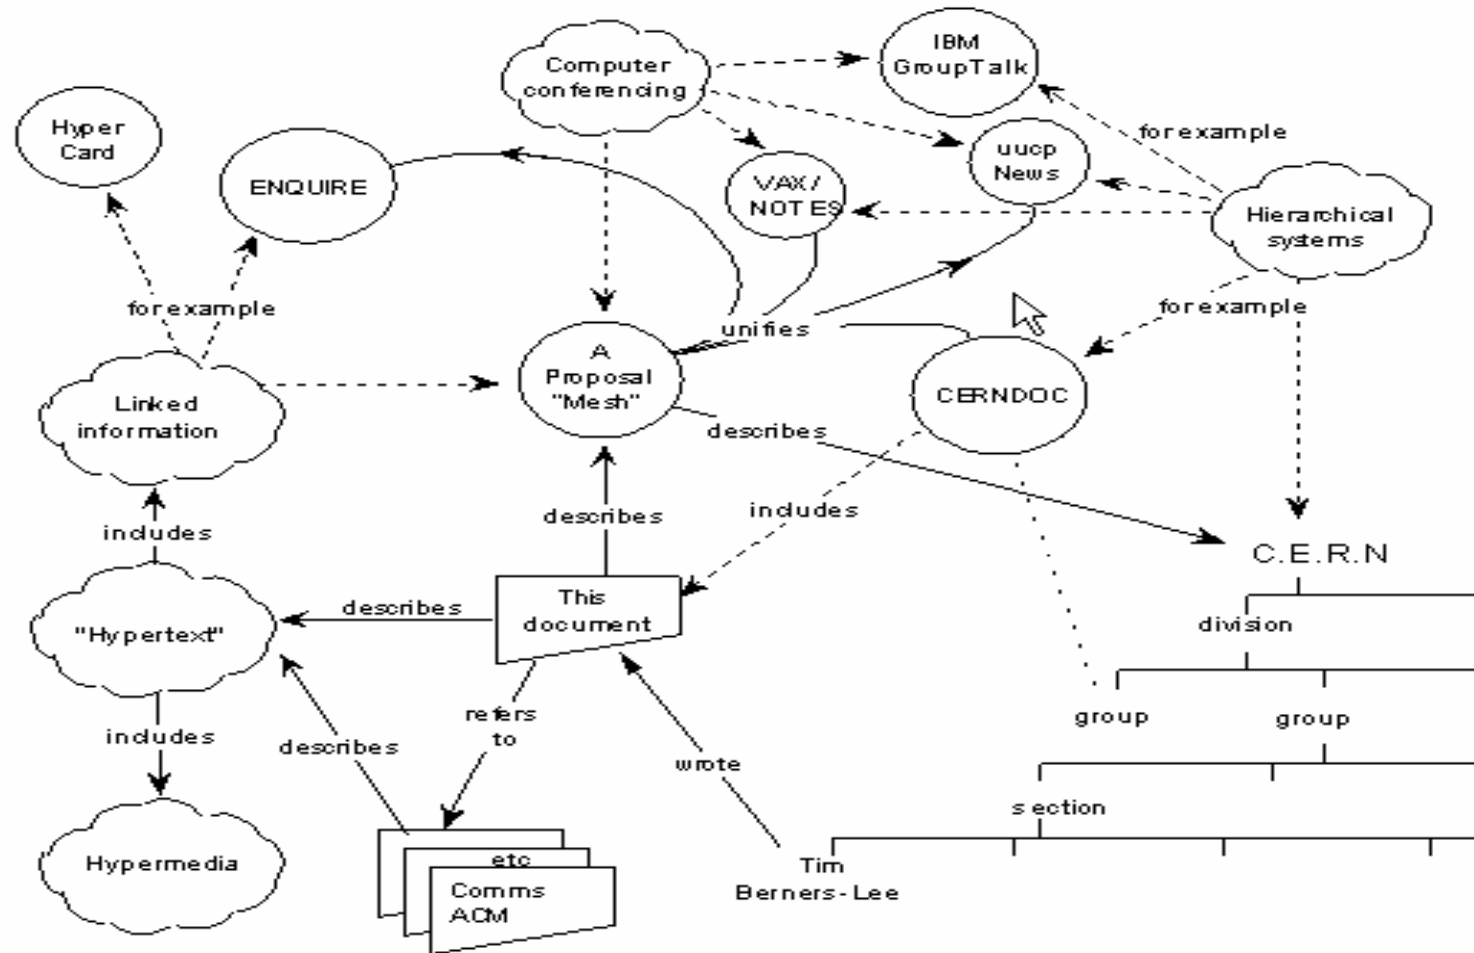 IBM
GroupTalk
Computer
conferencing
Hyper
Card
for example
uucp
News
ENQUIRE
VAX/
NOTES
Hierarchical
systems
for example
for example
unifies
A
Proposal
"Mesh"
CERNDOC
Linked
information
describes
includes
describes
includes
C.E.R.N
This
document
describes
"Hypertext"
division
refers
to
group
group
includes
describes
wrote
section
Hypermedia
etc
Comms
ACM
Tim
Berners-Lee